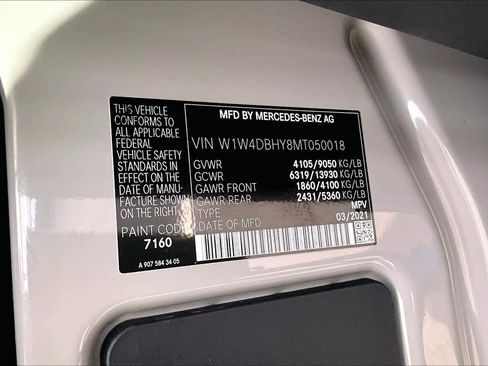 MFD BY MERCEDES-BENZ AG
THIS VEHICLE
CONFORMS TO
ALL APPLICABLE
FEDERAL
MOTOR
VEHICLE SAFETY
STANDARDS IN
EFFECT ON THE
DATE OF MANU-
FACTURE SHOWN
ABOVE.
PAINT CODE
7160
A 907 584 34 05
VIN W1W4DBHY8MT050018
GVWR 4105/9050 KG/LB
GCWR 6319/13930 KG/LB
GAWR FRONT 1860/4100 KG/LB
GAWR REAR 2431/5360 KG/LB
TYPE MPV
DATE OF MFD 03/2021